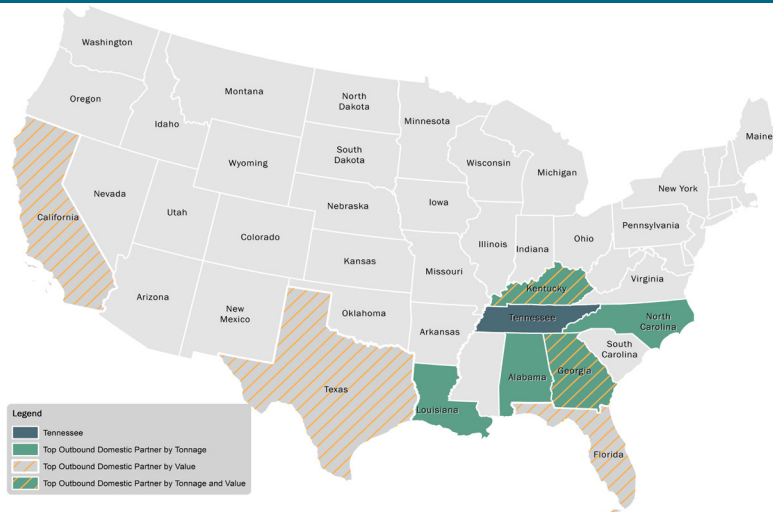 Washington
Oregon
Idaho
Montana
North
Dakota
Minnesota
South
Dakota
Wyoming
Wisconsin
Michigan
Maine
New York
Nevada
Utah
Colorado
Nebraska
Iowa
Illinois
Indiana
Ohio
Pennsylvania
California
Kansas
Missouri
Kentucky
Virginia
Arizona
New
Mexico
Oklahoma
Arkansas
Tennessee
North
Carolina
South
Carolina
Texas
Louisiana
Alabama
Georgia
Florida
Legend
Tennessee
Top Outbound Domestic Partner by Tonnage
Top Outbound Domestic Partner by Value
Top Outbound Domestic Partner by Tonnage and Value